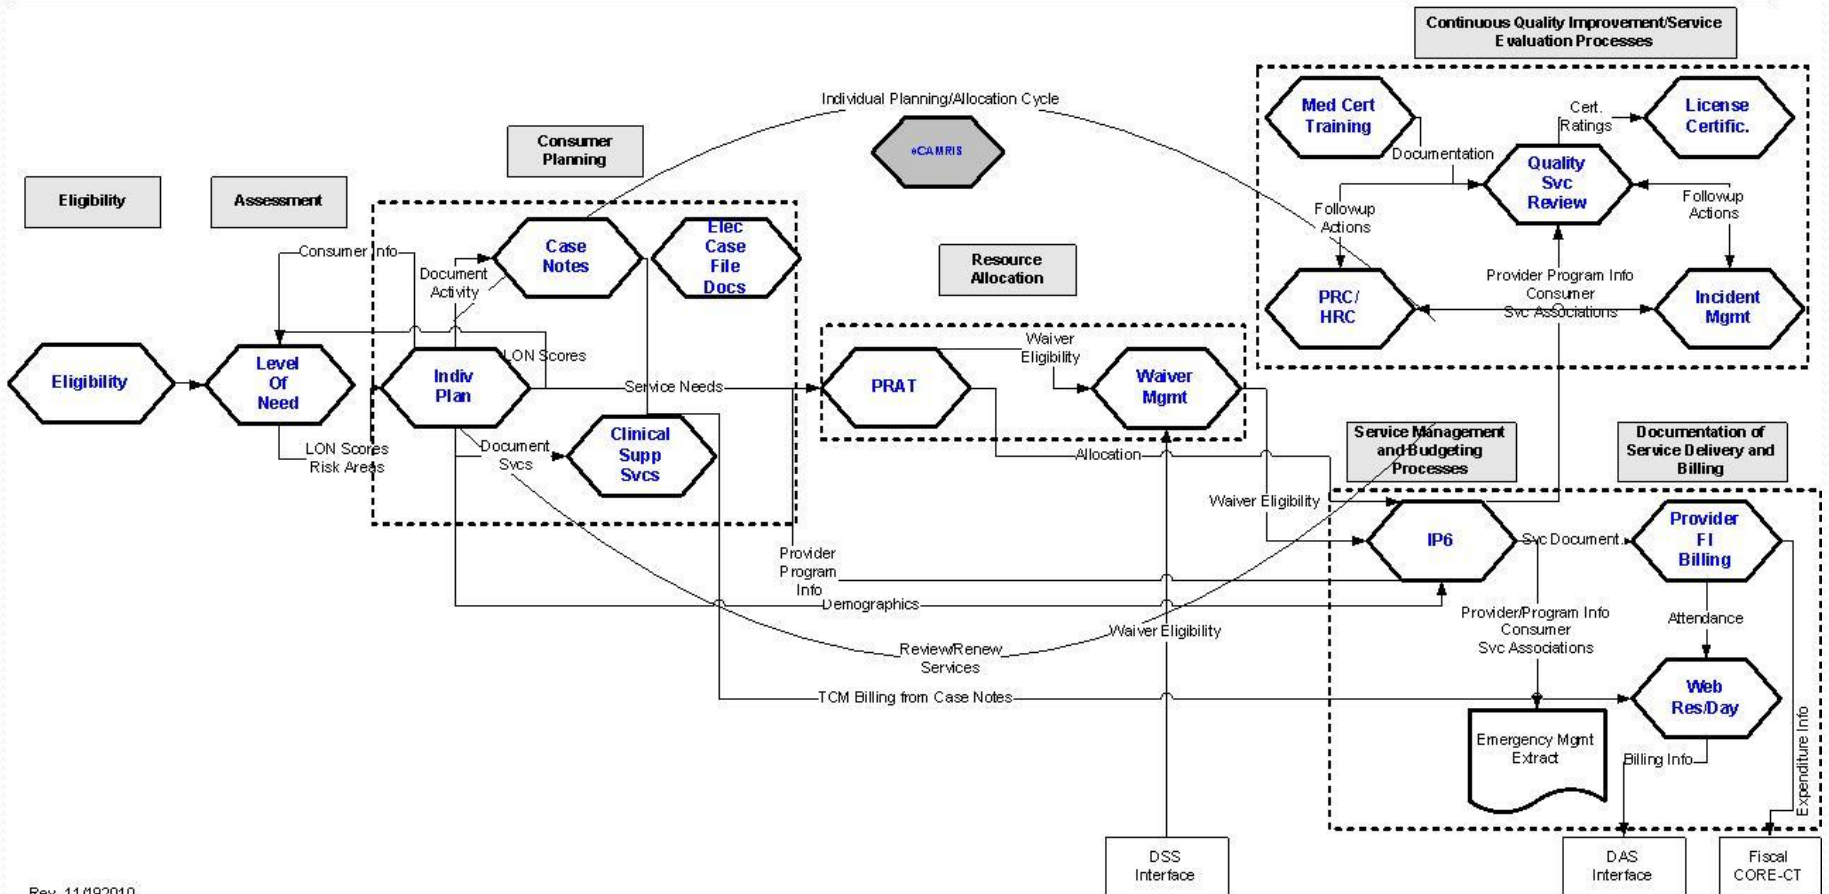 Continuous Quality Improvement/Service
Evaluation Processes
Individual Planning/Allocation Cycle
Med Cert
Training
Cert.
Ratings
License
Certific.
Consumer
Planning
eCAMRIS
Documentation
Quality
Svc
Review
Eligibility
Assessment
Followup
Actions
Followup
Actions
Consumer Info
Document
Activity
Case
Notes
Elec
Case
File
Docs
Resource
Allocation
PRC/
HRC
Provider Program Info
Consumer
Svc Associations
Incident
Mgmt
Eligibility
Level
Of
Need
Indiv
Plan
LON Scores
Service Needs
PRAT
Waiver
Eligibility
Waiver
Mgmt
LON Scores
Risk Areas
Document
Svcs
Clinical
Supp
Svcs
Allocation
Service Management
and Budgeting
Processes
Documentation of
Service Delivery and
Billing
Waiver Eligibility
IP6
Svc Document.
Provider
FI
Billing
Provider
Program
Info
Demographics
Waiver Eligibility
Provider/Program Info
Consumer
Svc Associations
Attendance
Review/Renew
Services
TCM Billing from Case Notes
Web
Res/Day
Emergency Mgmt
Extract
Billing Info
Expenditure Info
DSS
Interface
DAS
Interface
Fiscal
CORE-CT
Rev. 11/192010